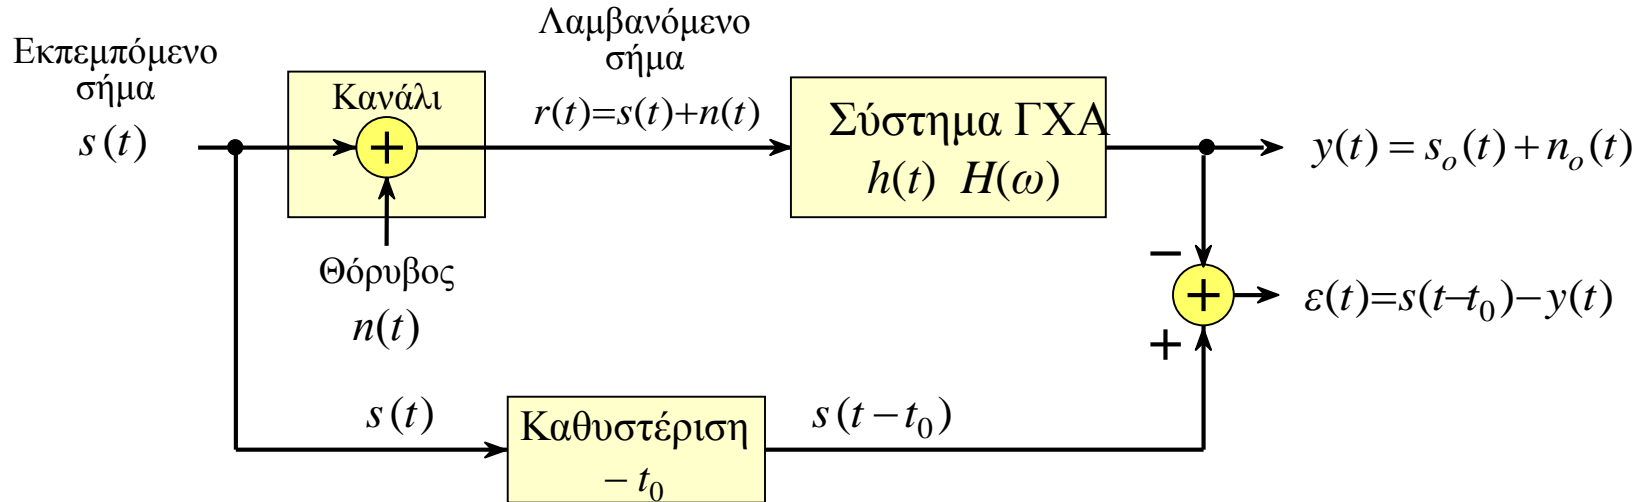 Εκπεμπόμενο
σήμα
s(t)
Κανάλι
+
Λαμβανόμενο
σήμα
r(t)=s(t)+n(t)
Σύστημα ΓΧΑ
h(t) H(ω)
y(t) = s_o(t) + n_o(t)
Θόρυβος
n(t)
−
+
+
ε(t)=s(t−t_0)−y(t)
s(t)
Καθυστέριση
− t_0
s(t − t_0)